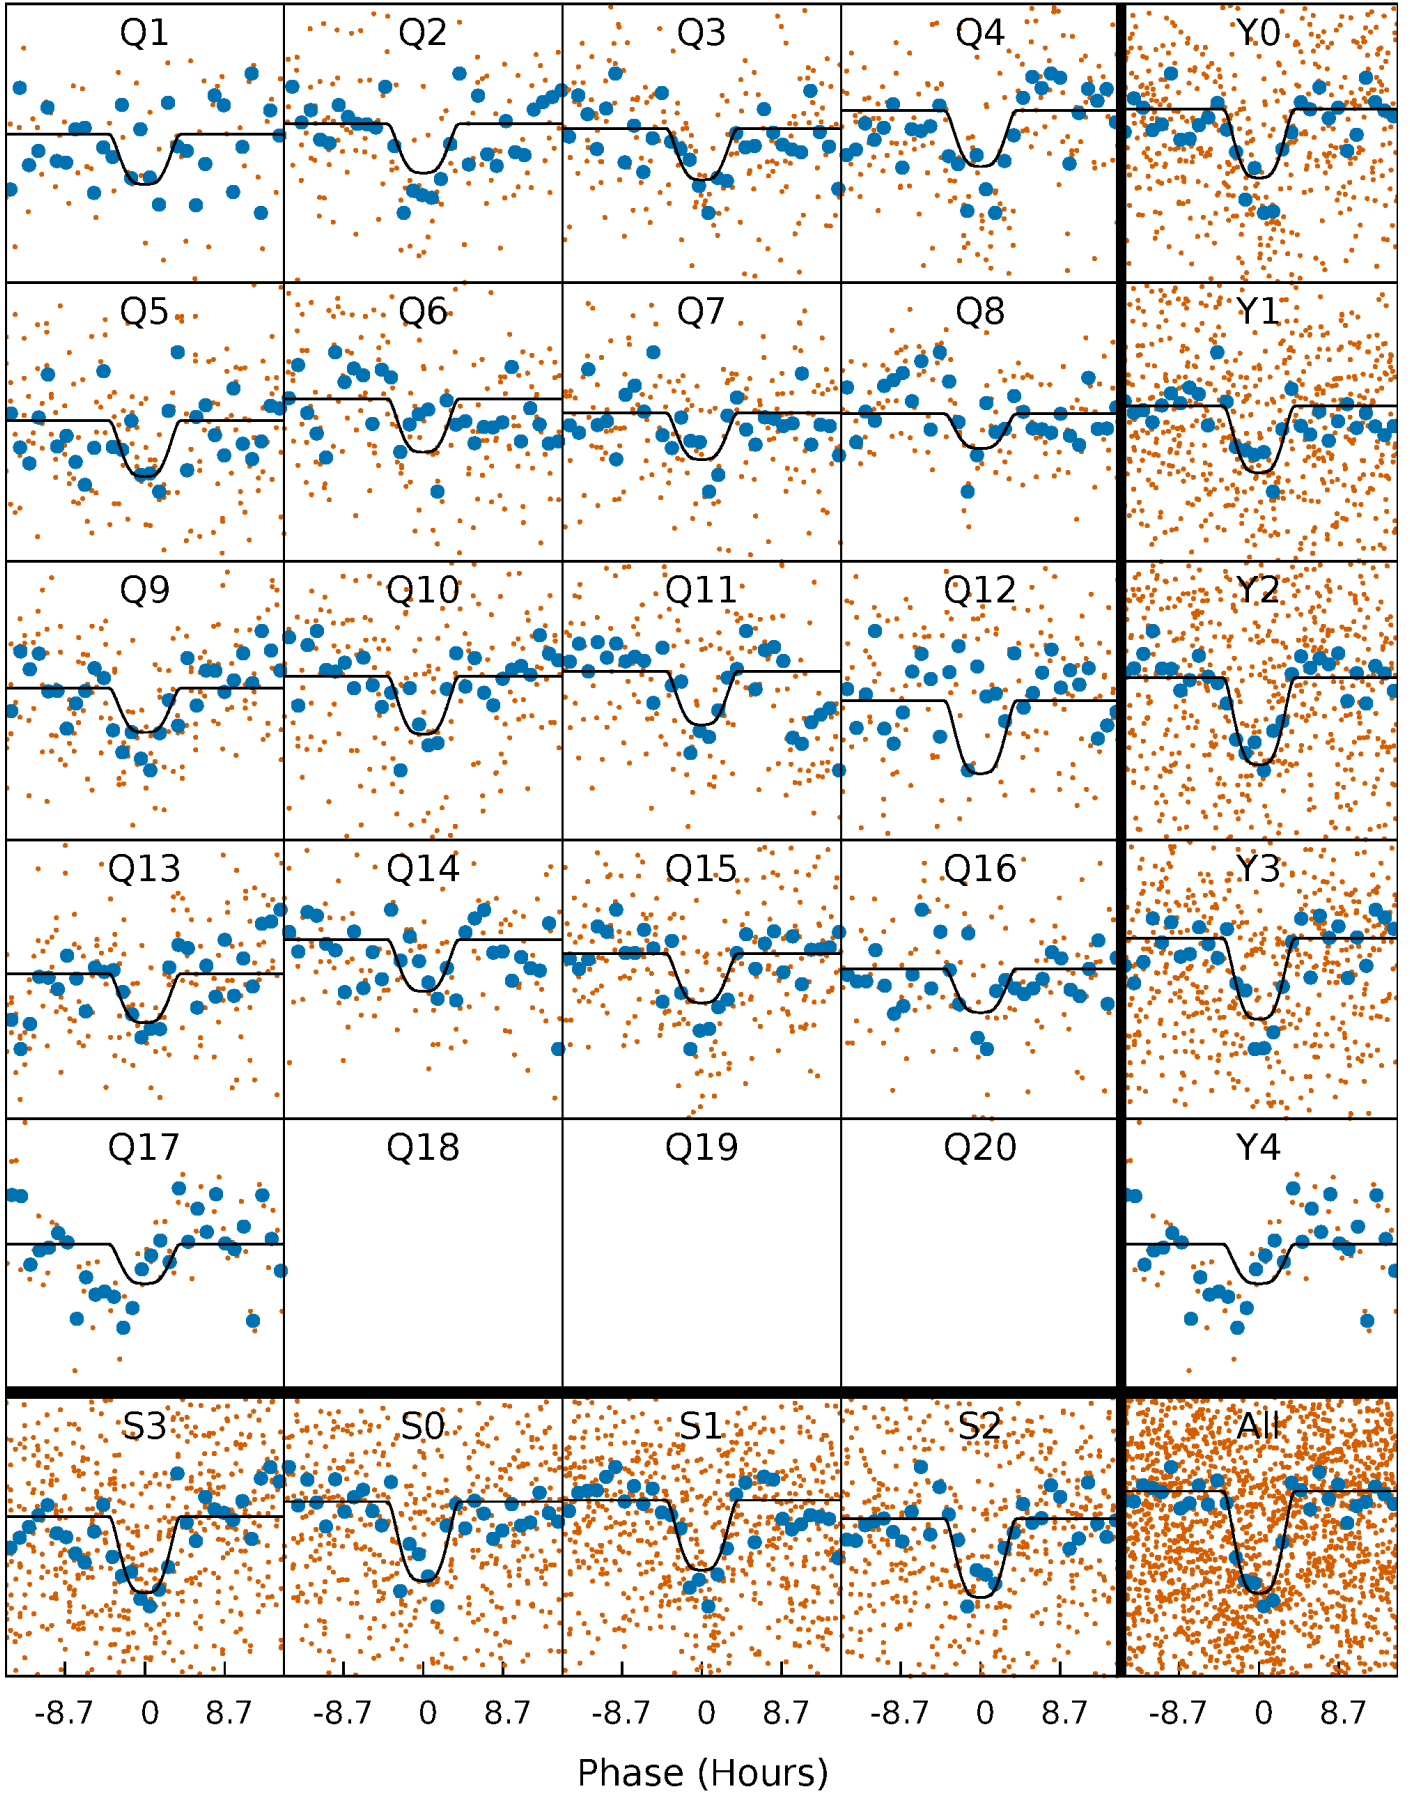 Q1 Q2 Q3 Q4 Y0
Q5 Q6 Q7 Q8 Y1
Q9 Q10 Q11 Q12 Y2
Q13 Q14 Q15 Q16 Y3
Q17 Q18 Q19 Q20 Y4
S3 S0 S1 S2 All
-8.7 0 8.7 -8.7 0 8.7 -8.7 0 8.7 -8.7 0 8.7 -8.7 0 8.7
Phase (Hours)